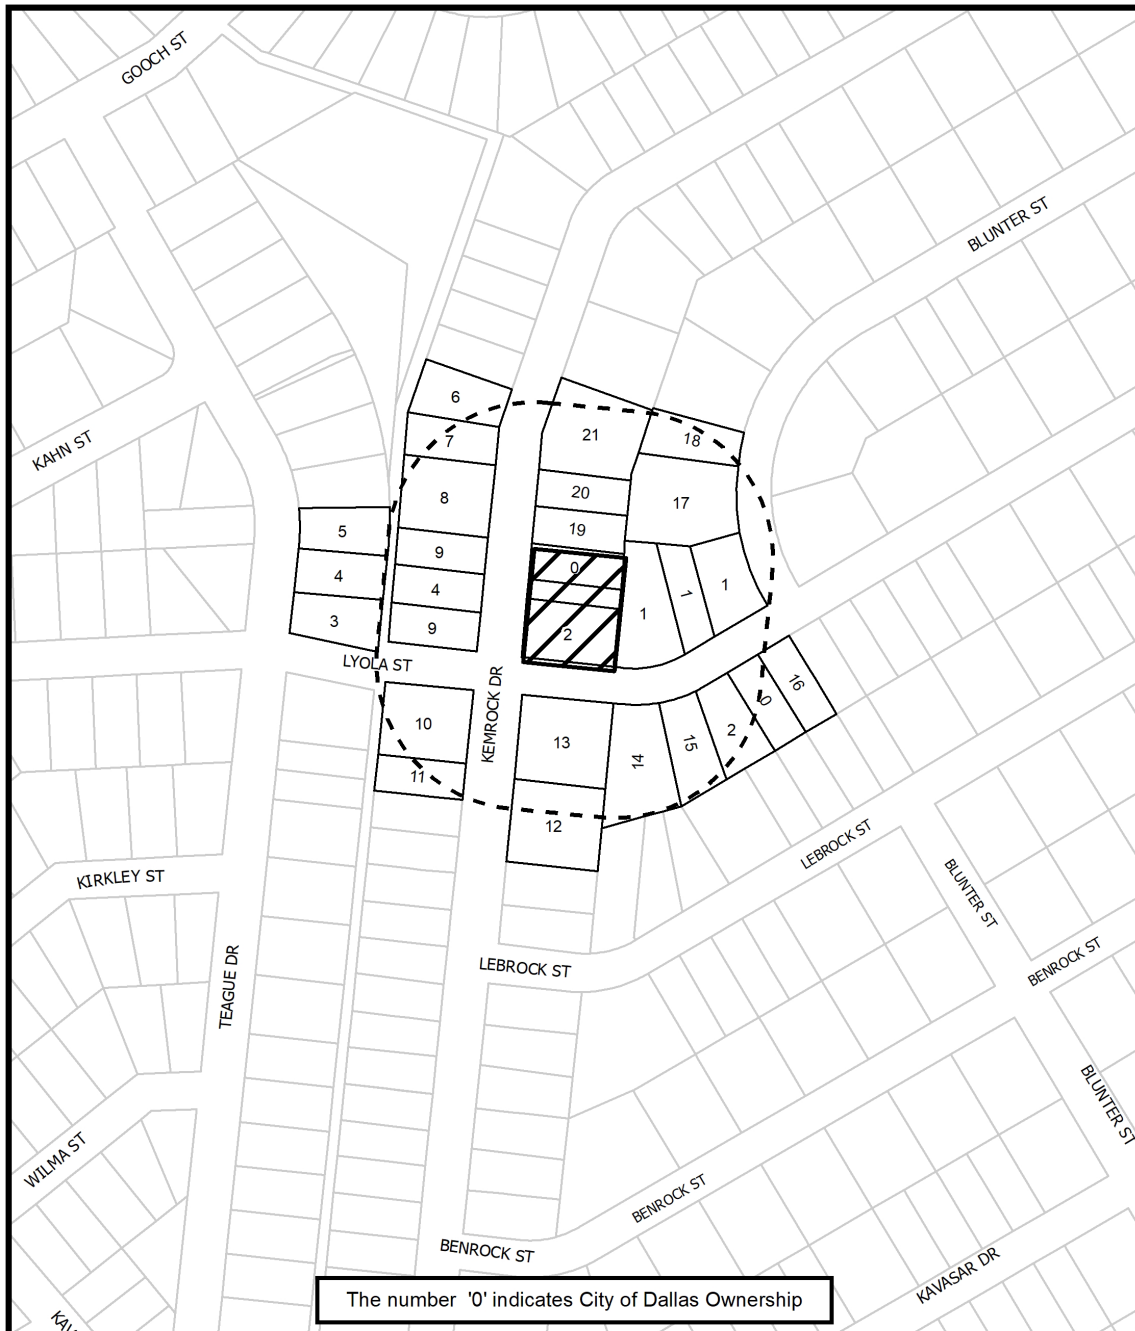 GOOCH ST
BLUNTER ST
KAHN ST
6
7
21
18
8
20
17
5
19
9
0
4
4
1
1
1
3
9
2
LYOLA ST
KEMROCK DR
16
0
10
13
2
15
14
11
12
LEBROCK ST
KIRKLEY ST
BLUNTER ST
TEAGUE DR
LEBROCK ST
BENROCK ST
BLUNTER ST
WILMA ST
BENROCK ST
BENROCK ST
KAVASAR DR
The number '0' indicates City of Dallas Ownership